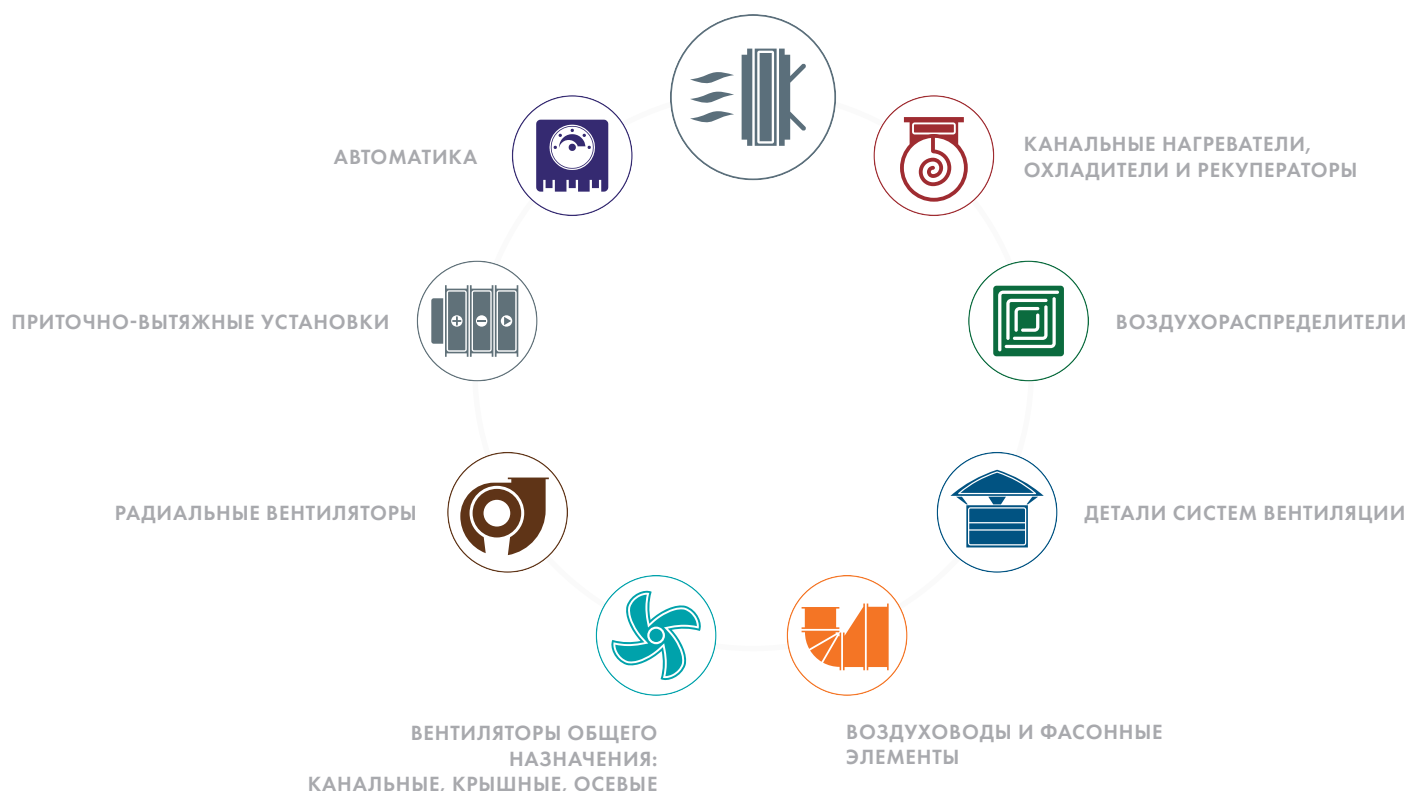 АВТОМАТИКА
КАНАЛЬНЫЕ НАГРЕВАТЕЛИ,
ОХЛАДИТЕЛИ И РЕКУПЕРАТОРЫ
ПРИТОЧНО-ВЫТЯЖНЫЕ УСТАНОВКИ
ВОЗДУХОРАСПРЕДЕЛИТЕЛИ
РАДИАЛЬНЫЕ ВЕНТИЛЯТОРЫ
ДЕТАЛИ СИСТЕМ ВЕНТИЛЯЦИИ
ВЕНТИЛЯТОРЫ ОБЩЕГО
НАЗНАЧЕНИЯ:
КАНАЛЬНЫЕ, КРЫШНЫЕ, ОСЕВЫЕ
ВОЗДУХОВОДЫ И ФАСОННЫЕ
ЭЛЕМЕНТЫ